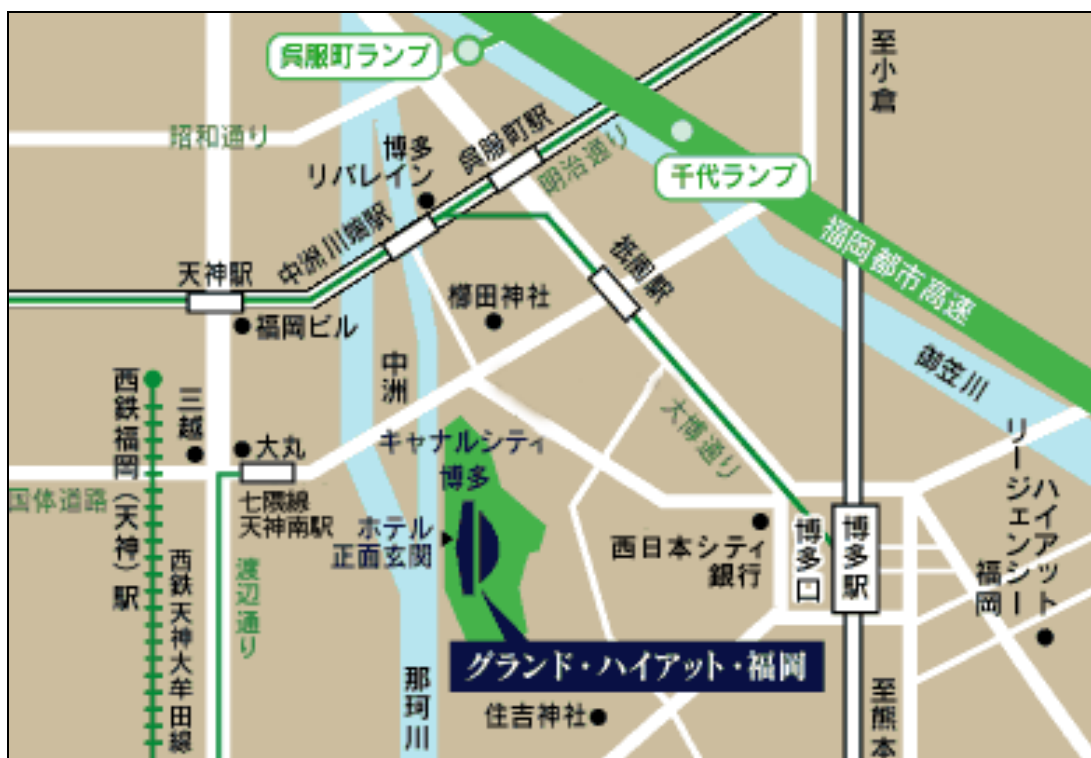 呉服町ランプ
至小倉
昭和通り
博多
リバレイン
呉服町駅
明治通り
千代ランプ
福岡都市高速
中洲川端駅
祇園駅
天神駅
福岡ビル
櫛田神社
御笠川
中洲
西鉄福岡(天神)駅
三越
大丸
キャナルシティ
博多
大博通り
リージェンシー
ハイアット
福岡
国体道路
七隈線
天神南駅
ホテル
正面玄関
西日本シティ
銀行
博多口
博多駅
西鉄天神大牟田線
渡辺通り
グランド・ハイアット・福岡
那珂川
住吉神社
至熊本